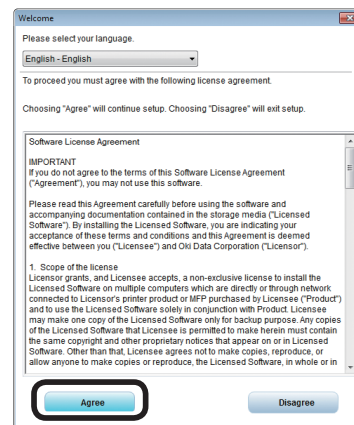 Welcome
Please select your language.
English - English
To proceed you must agree with the following license agreement.
Choosing "Agree" will continue setup. Choosing "Disagree" will exit setup.
Software License Agreement
IMPORTANT
If you do not agree to the terms of this Software License Agreement
("Agreement"), you may not use this software.
Please read this Agreement carefully before using the software and
accompanying documentation contained in the storage media ("Licensed
Software"). By installing the Licensed Software, you are indicating your
acceptance of these terms and conditions and this Agreement is deemed
effective between you ("Licensee") and Oki Data Corporation ("Licensor").
1. Scope of the license
Licensor grants, and Licensee accepts, a non-exclusive license to install the
Licensed Software on multiple computers which are directly or through network
connected to Licensor's printer product or MFP purchased by Licensee ("Product")
and to use the Licensed Software solely in conjunction with Product. Licensee
may make one copy of the Licensed Software only for backup purpose. Any copies
of the Licensed Software that Licensee is permitted to make herein must contain
the same copyright and other proprietary notices that appear on or in Licensed
Software. Other than that, Licensee agrees not to make copies, reproduce, or
allow anyone to make copies or reproduce, the Licensed Software, in whole or in
Agree
Disagree